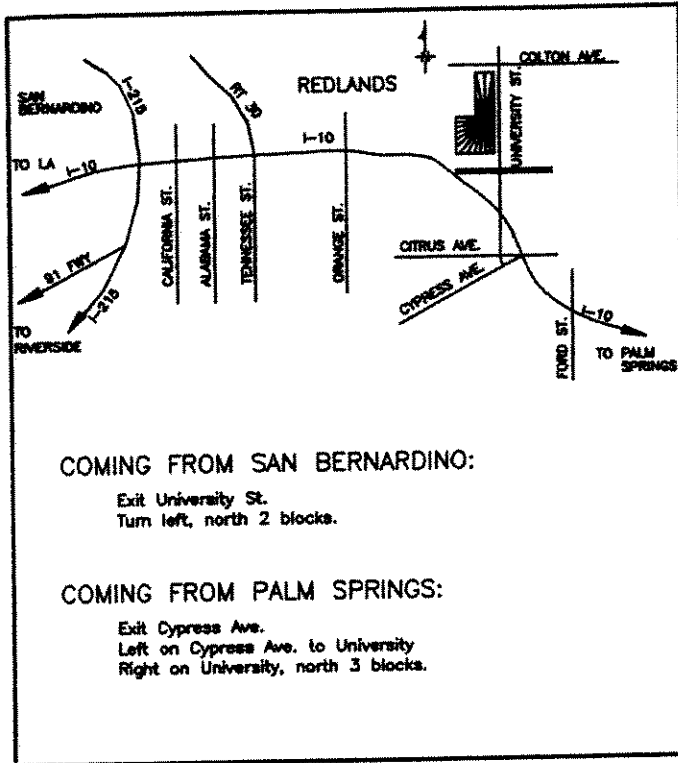 COLTON AVE.
REDLANDS
SAN
BERNARDINO
I-215
RT 30
UNIVERSITY ST.
I-10
TO LA
I-10
CALIFORNIA ST.
ALABAMA ST.
TENNESSEE ST.
ORANGE ST.
CITRUS AVE.
CYPRESS AVE.
91 FWY
I-215
TO
RIVERSIDE
FORD ST.
I-10
TO PALM
SPRINGS
COMING FROM SAN BERNARDINO:
Exit University St.
Turn left, north 2 blocks.
COMING FROM PALM SPRINGS:
Exit Cypress Ave.
Left on Cypress Ave. to University
Right on University, north 3 blocks.